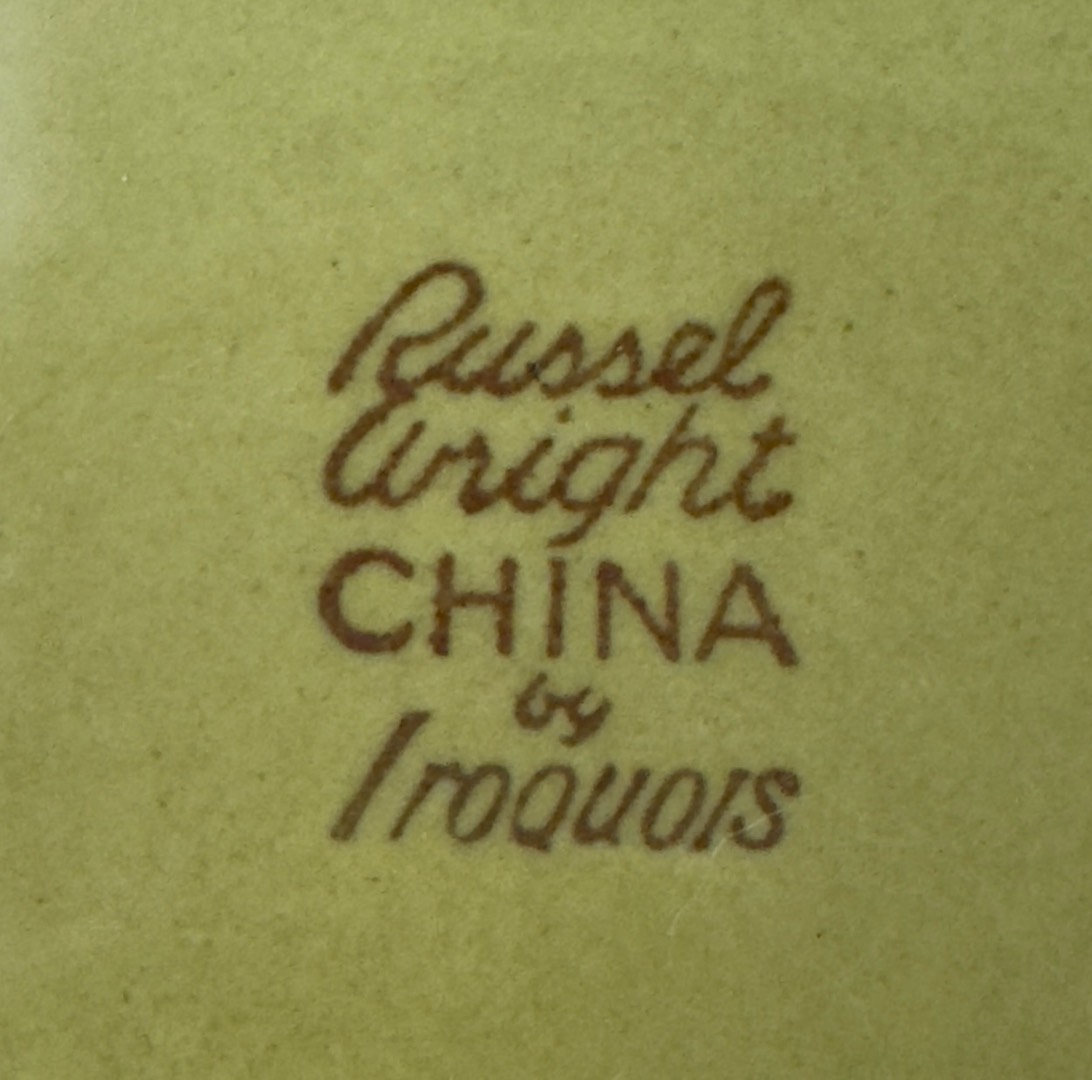 Russel
Wright
CHINA
by
Iroquois